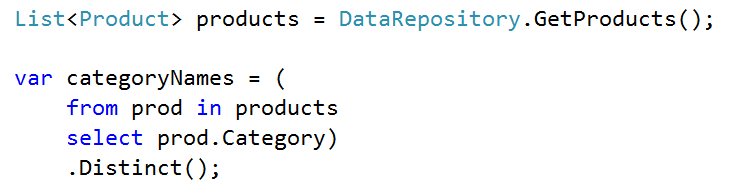 List<Product> products = DataRepository.GetProducts();
var categoryNames = (
from prod in products
select prod.Category)
.Distinct();